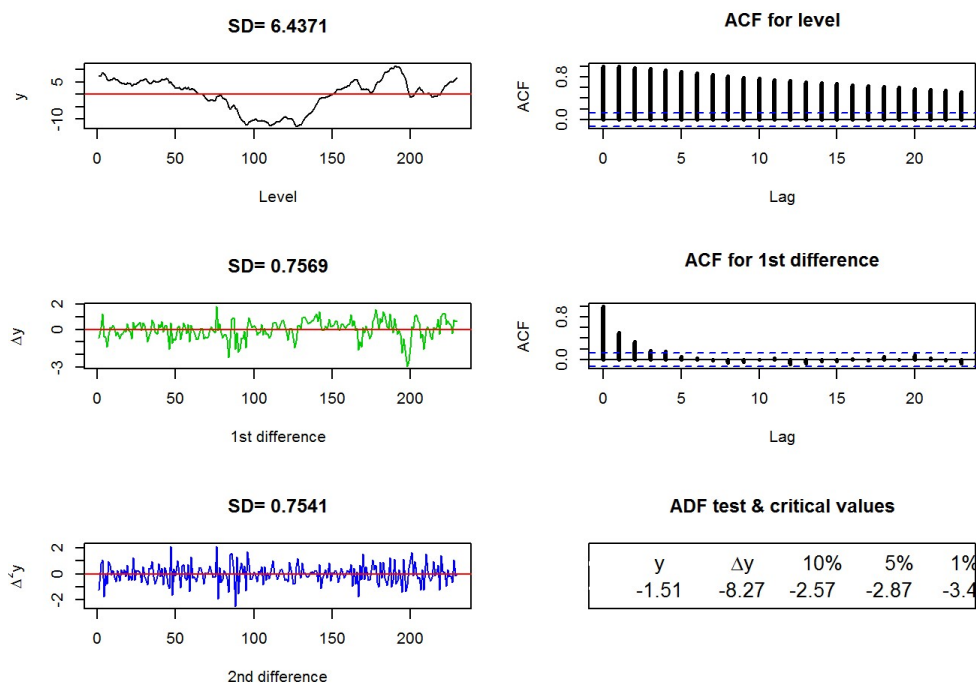 SD= 6.4371
y
5
-10
0 50 100 150 200
Level
ACF for level
ACF
0.8
0.0
0 5 10 15 20
Lag
SD= 0.7569
Δy
2
0
-3
0 50 100 150 200
1st difference
ACF for 1st difference
ACF
0.8
0.0
0 5 10 15 20
Lag
SD= 0.7541
Δ²y
2
0
-2
0 50 100 150 200
2nd difference
ADF test & critical values
y Δy 10% 5% 1%
-1.51 -8.27 -2.57 -2.87 -3.4